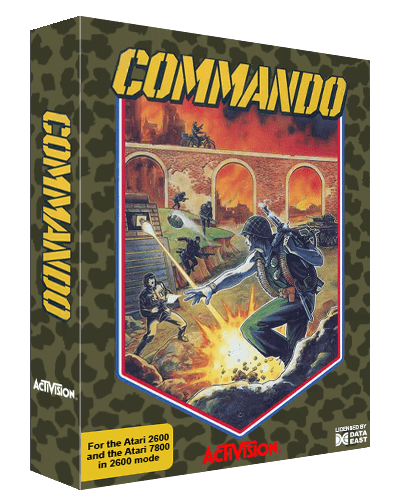 COMMANDO
COMMANDO
ACTIVISION
For the Atari 2600
and the Atari 7800
in 2600 mode
ACTIVISION
LICENSED BY
DATA
EAST